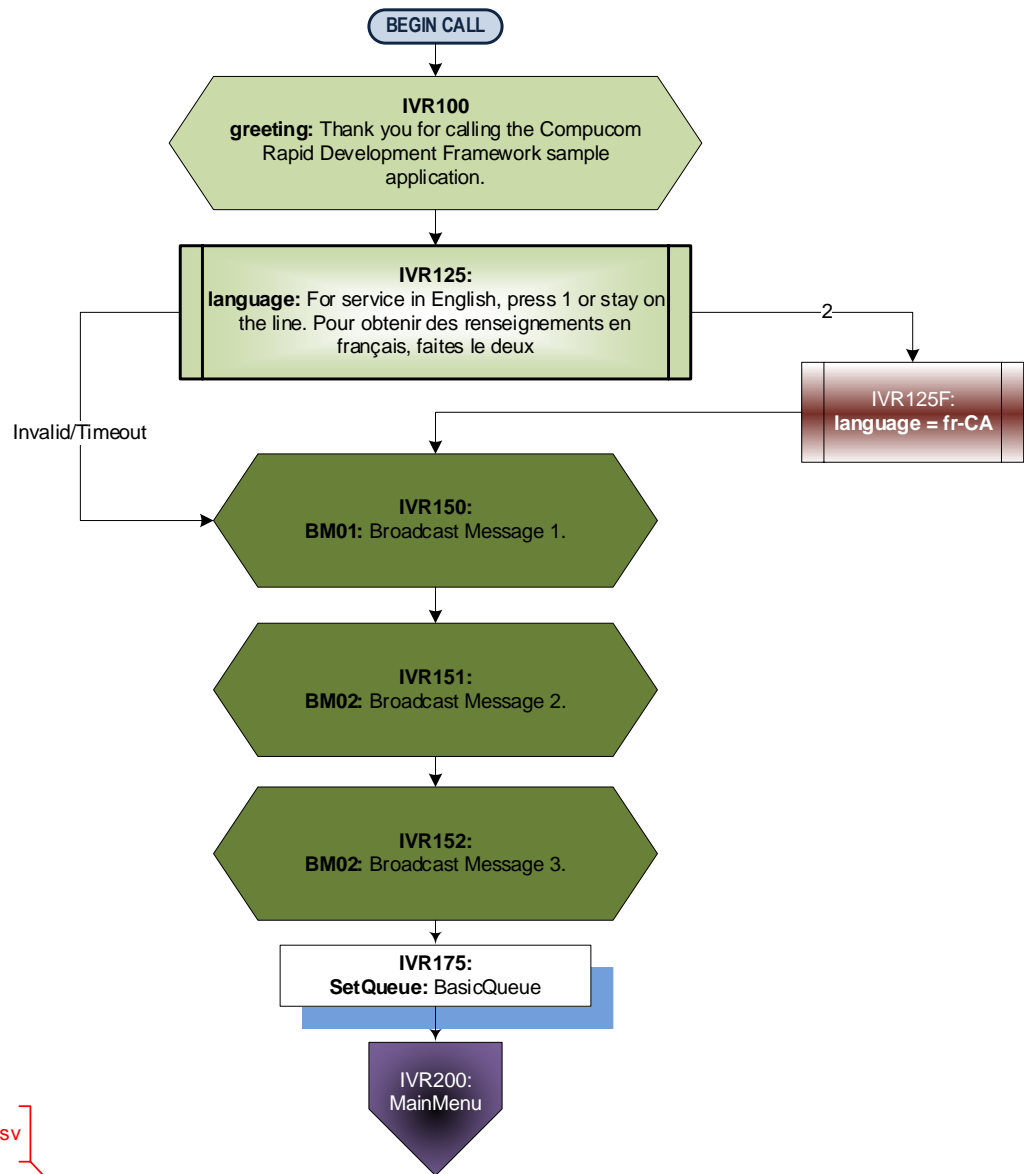 BEGIN CALL
IVR100
greeting: Thank you for calling the Compucom
Rapid Development Framework sample
application.
IVR125:
language: For service in English, press 1 or stay on
the line. Pour obtenir des renseignements en
français, faites le deux
2
IVR125F:
language = fr-CA
Invalid/Timeout
IVR150:
BM01: Broadcast Message 1.
IVR151:
BM02: Broadcast Message 2.
IVR152:
BM02: Broadcast Message 3.
IVR175:
SetQueue: BasicQueue
IVR200:
MainMenu
sv